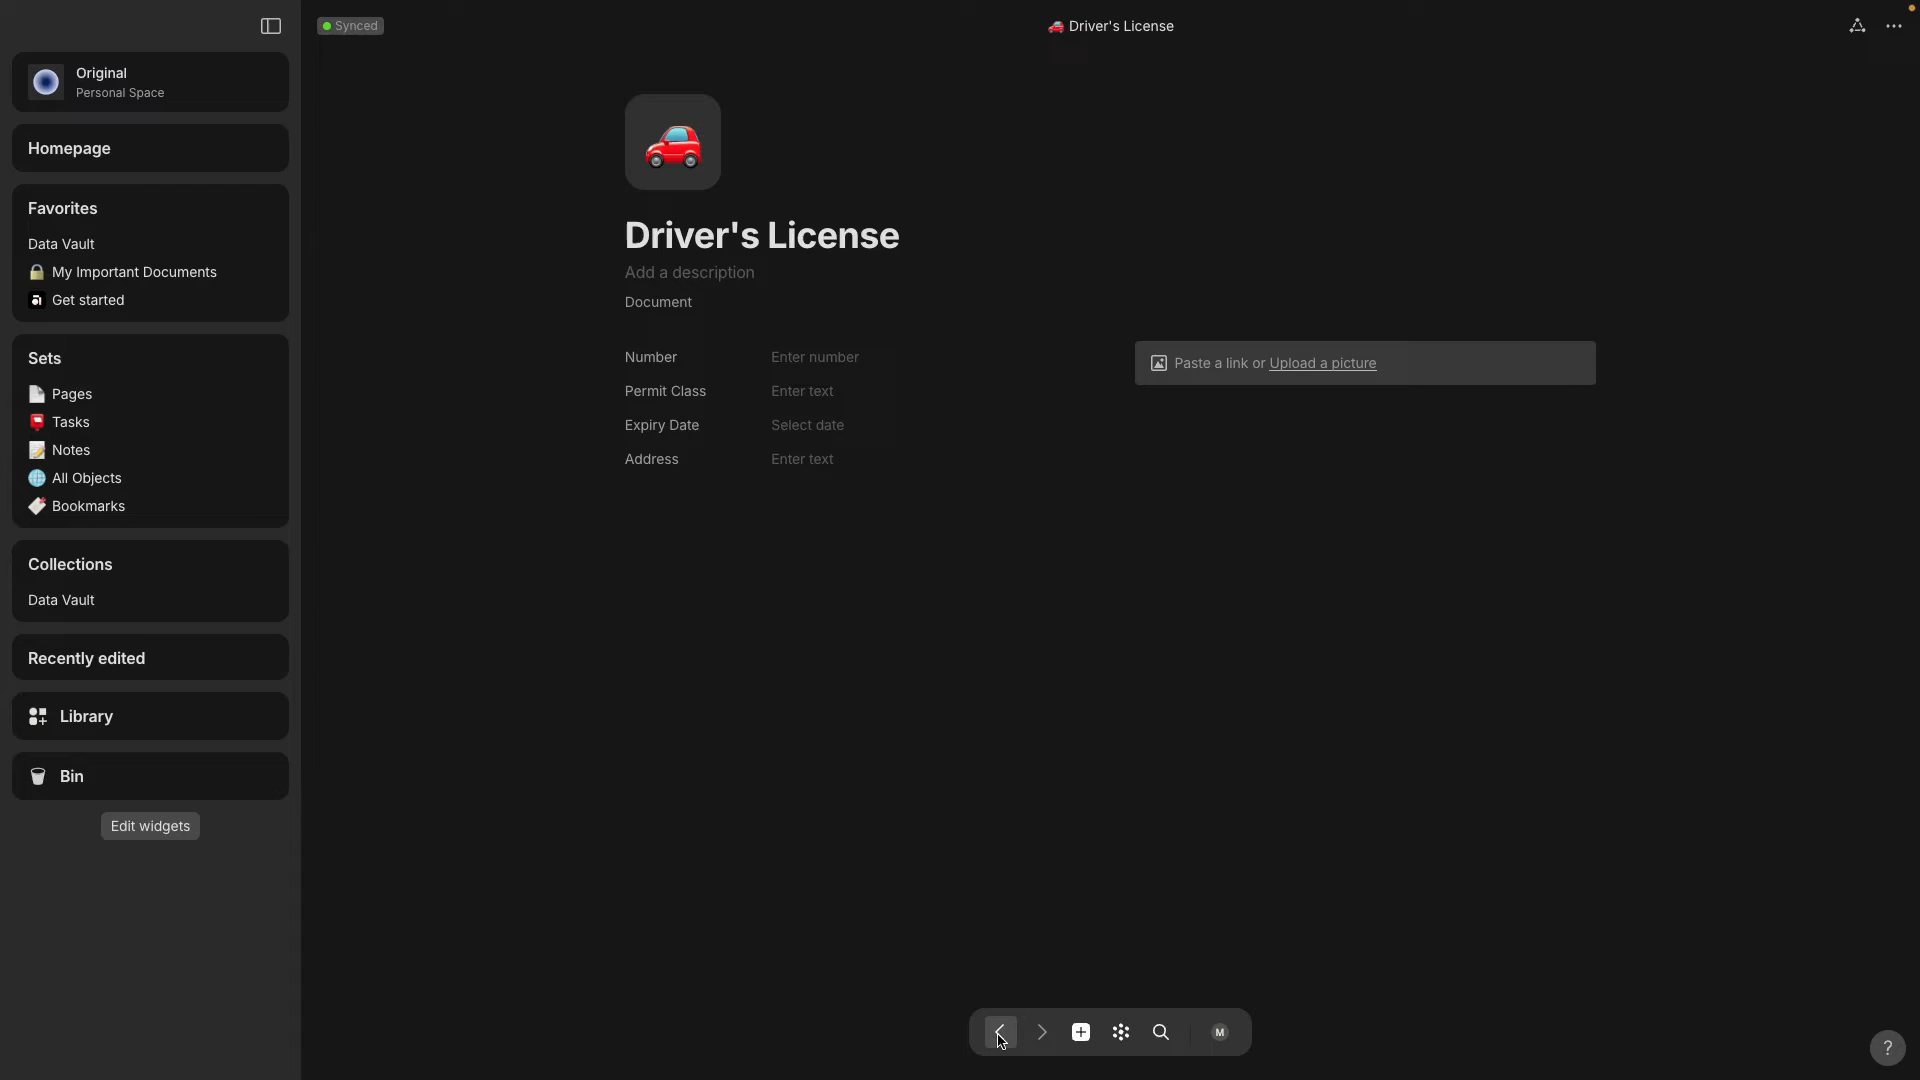 Synced
Driver's License
Original
Personal Space
Homepage
Favorites
Data Vault
My Important Documents
Get started
Sets
Pages
Tasks
Notes
All Objects
Bookmarks
Collections
Data Vault
Recently edited
Library
Bin
Edit widgets
Driver's License
Add a description
Document
Number Enter number
Permit Class Enter text
Expiry Date Select date
Address Enter text
Paste a link or Upload a picture
M
?